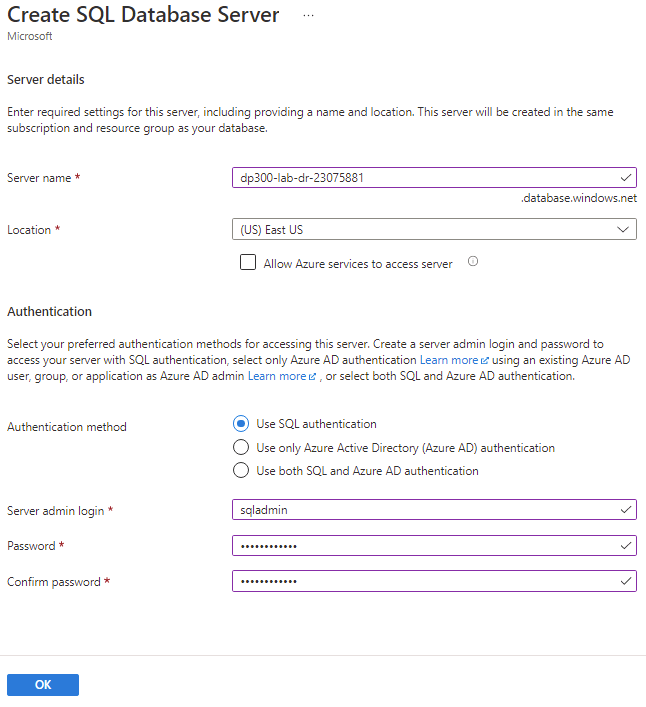 Create SQL Database Server ...
Microsoft
Server details
Enter required settings for this server, including providing a name and location. This server will be created in the same
subscription and resource group as your database.
Server name *
dp300-lab-dr-23075881
.database.windows.net
Location *
(US) East US
Allow Azure services to access server
Authentication
Select your preferred authentication methods for accessing this server. Create a server admin login and password to
access your server with SQL authentication, select only Azure AD authentication Learn more using an existing Azure AD
user, group, or application as Azure AD admin Learn more , or select both SQL and Azure AD authentication.
Authentication method
Use SQL authentication
Use only Azure Active Directory (Azure AD) authentication
Use both SQL and Azure AD authentication
Server admin login *
sqladmin
Password *
••••••••••••
Confirm password *
••••••••••••
OK